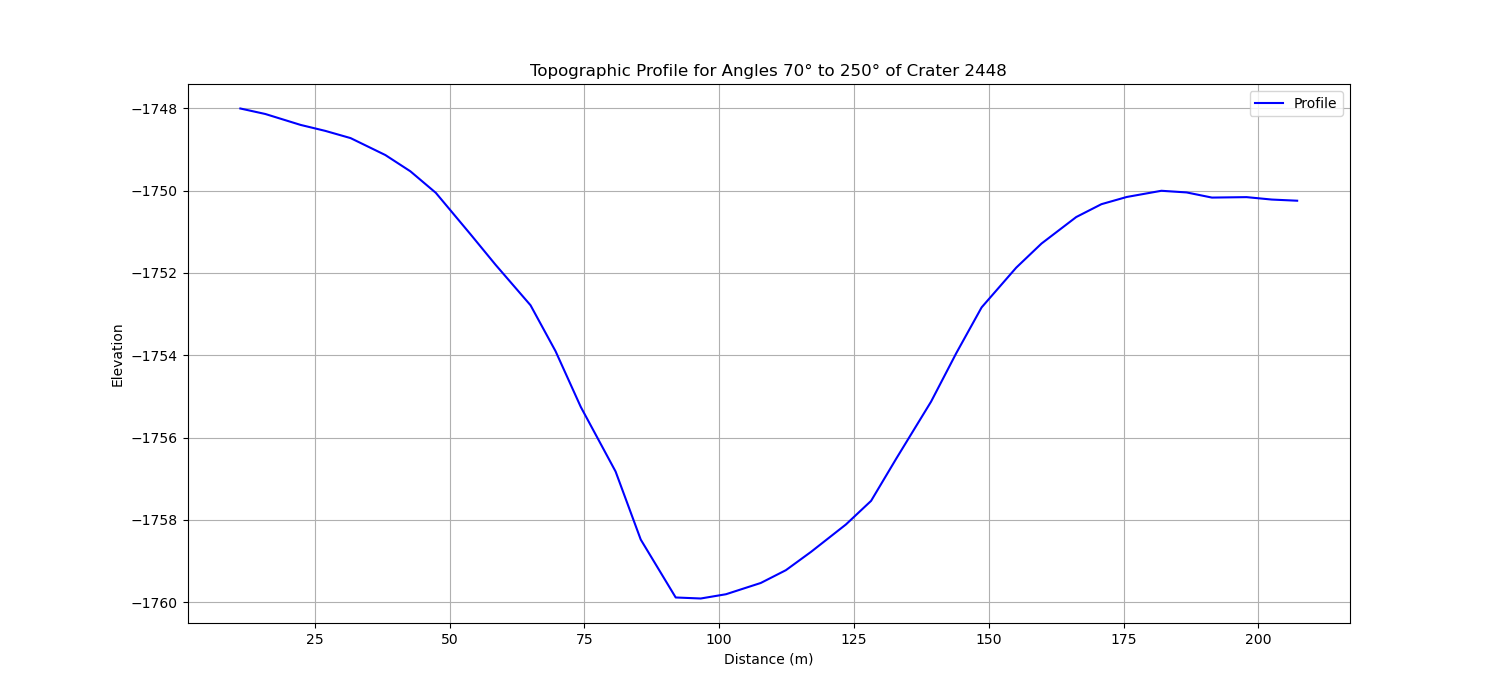 Topographic Profile for Angles 70° to 250° of Crater 2448
Profile
Elevation
−1748
−1750
−1752
−1754
−1756
−1758
−1760
25 50 75 100 125 150 175 200
Distance (m)